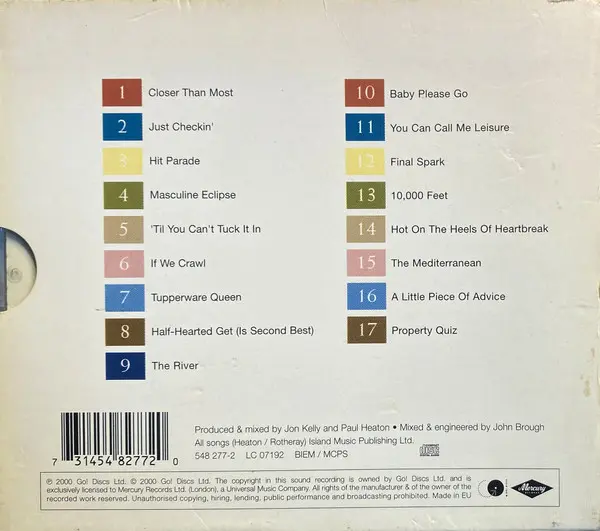 1 Closer Than Most
2 Just Checkin'
3 Hit Parade
4 Masculine Eclipse
5 'Til You Can't Tuck It In
6 If We Crawl
7 Tupperware Queen
8 Half-Hearted Get (Is Second Best)
9 The River
10 Baby Please Go
11 You Can Call Me Leisure
12 Final Spark
13 10,000 Feet
14 Hot On The Heels Of Heartbreak
15 The Mediterranean
16 A Little Piece Of Advice
17 Property Quiz
7 31454 82772 0
Produced & mixed by Jon Kelly and Paul Heaton • Mixed & engineered by John Brough
All songs (Heaton / Rotheray) Island Music Publishing Ltd.
548 277-2 LC 07192 BIEM / MCPS
℗ 2000 Go! Discs Ltd. © 2000 Go! Discs Ltd. The copyright in this sound recording is owned by Go! Discs Ltd. and is
exclusively licensed to Mercury Records Ltd. (London), a Universal Music Company. All rights of the manufacturer & of the owner of the
recorded work reserved. Unauthorised copying, hiring, lending, public performance and broadcasting prohibited. Made in EU
Mercury